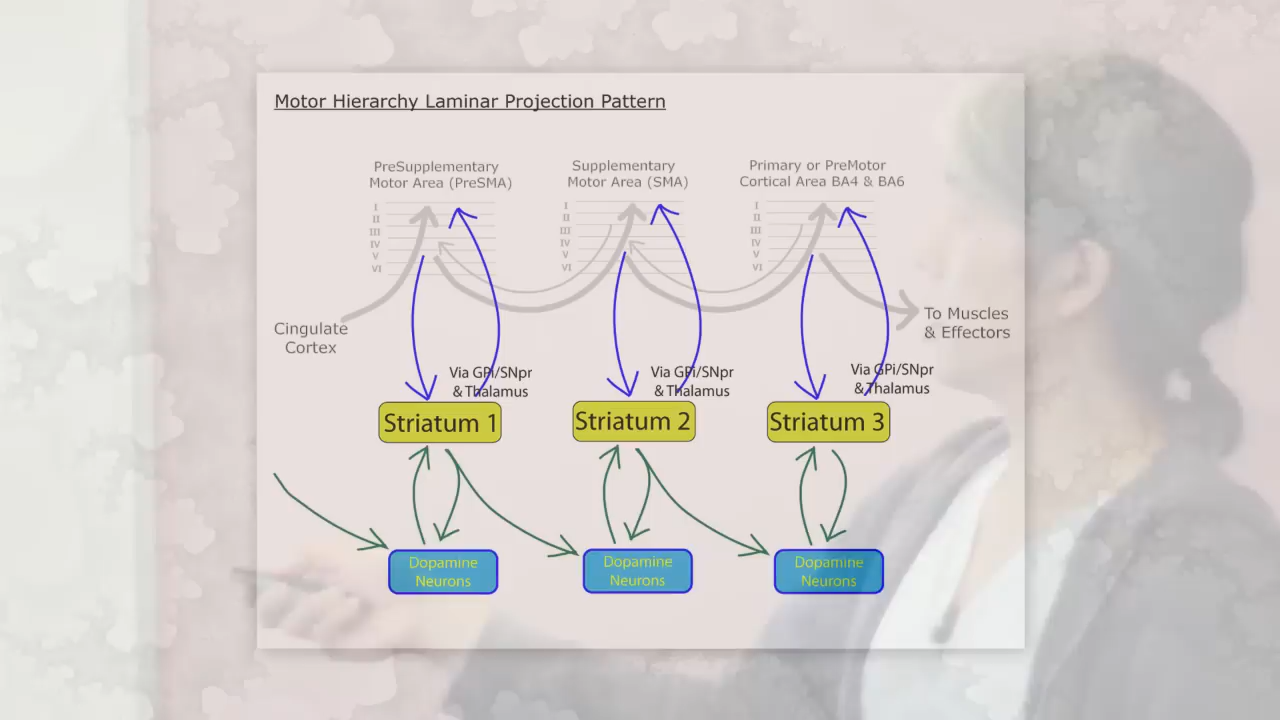 Motor Hierarchy Laminar Projection Pattern
PreSupplementary
Motor Area (PreSMA)
Supplementary
Motor Area (SMA)
Primary or PreMotor
Cortical Area BA4 & BA6
I
II
III
IV
V
VI
I
II
III
IV
V
VI
I
II
III
IV
V
VI
Cingulate
Cortex
To Muscles
& Effectors
Via GPi/SNpr
& Thalamus
Via GPi/SNpr
& Thalamus
Via GPi/SNpr
& Thalamus
Striatum 1
Striatum 2
Striatum 3
Dopamine
Neurons
Dopamine
Neurons
Dopamine
Neurons